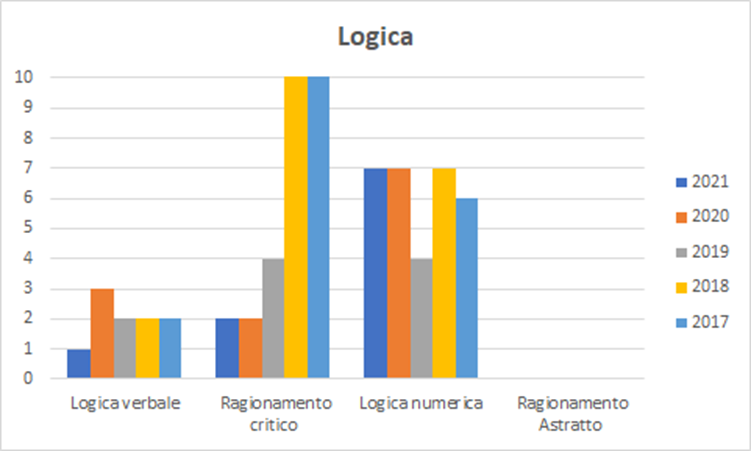 Logica
10
9
8
7
6
5
4
3
2
1
0
Logica verbale
Ragionamento
critico
Logica numerica
Ragionamento
Astratto
2021
2020
2019
2018
2017